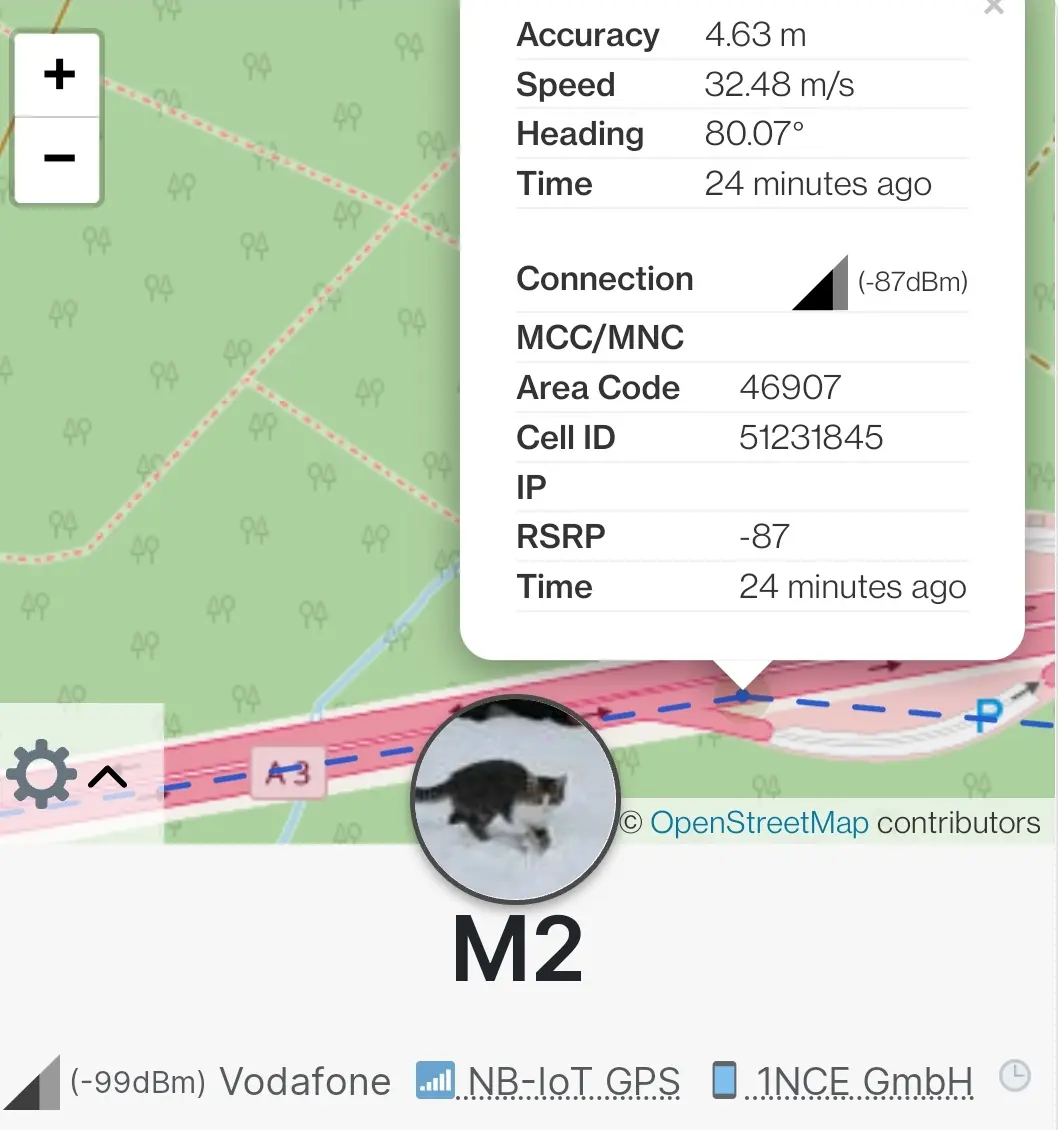 ×
Accuracy 4.63 m
+
Speed 32.48 m/s
Heading 80.07°
−
Time 24 minutes ago
Connection (-87dBm)
MCC/MNC
Area Code 46907
Cell ID 51231845
IP
RSRP -87
Time 24 minutes ago
P
A 3
© OpenStreetMap contributors
M2
(-99dBm) Vodafone NB-IoT GPS 1NCE GmbH